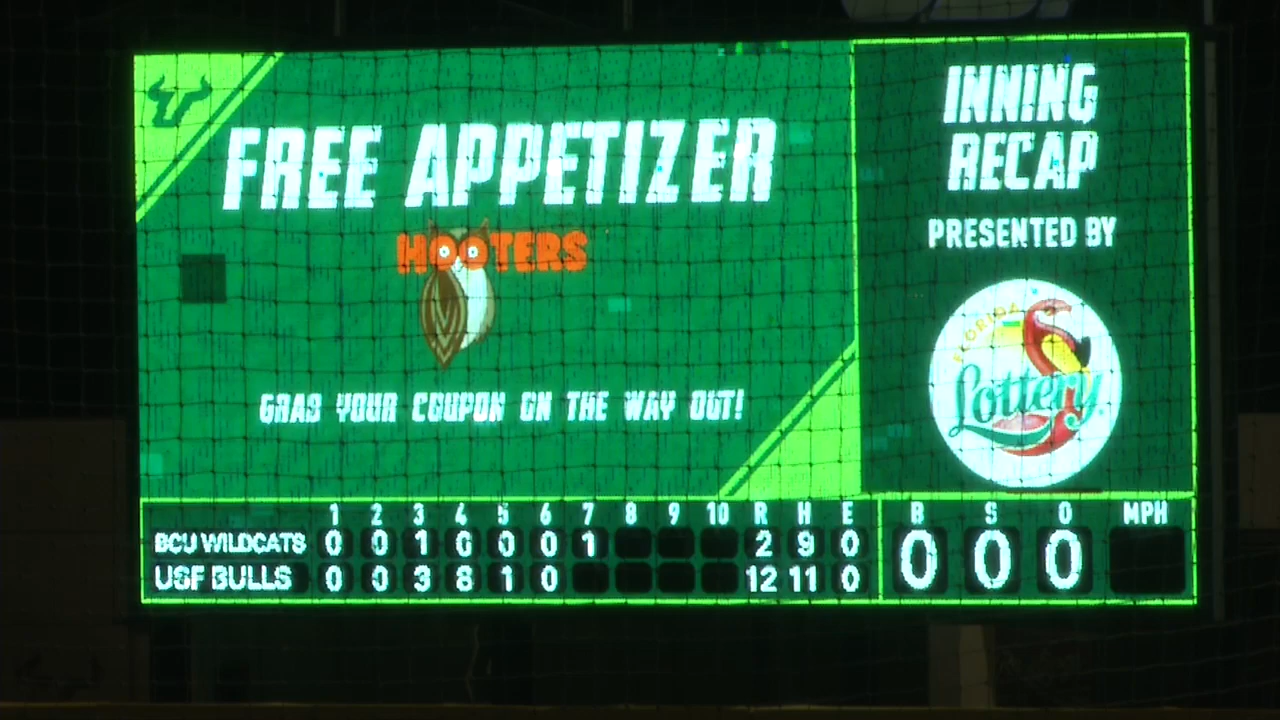 FREE APPETIZER
HOOTERS
GRAB YOUR COUPON ON THE WAY OUT!
INNING
RECAP
PRESENTED BY
FLORIDA
Lottery
1 2 3 4 5 6 7 8 9 10 R H E
BCU WILDCATS 0 0 1 0 0 0 1 2 9 0
USF BULLS 0 0 3 8 1 0 12 11 0
B S O MPH
0 0 0